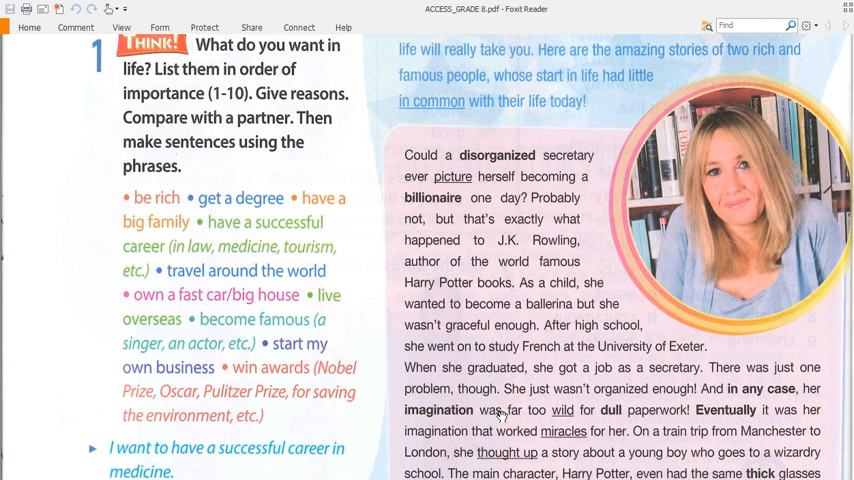 ACCESS_GRADE 8.pdf - Foxit Reader
Home Comment View Form Protect Share Connect Help
Find
1 THINK! What do you want in
life? List them in order of
importance (1-10). Give reasons.
Compare with a partner. Then
make sentences using the
phrases.
• be rich • get a degree • have a
big family • have a successful
career (in law, medicine, tourism,
etc.) • travel around the world
• own a fast car/big house • live
overseas • become famous (a
singer, an actor, etc.) • start my
own business • win awards (Nobel
Prize, Oscar, Pulitzer Prize, for saving
the environment, etc.)
▶ I want to have a successful career in
medicine.
life will really take you. Here are the amazing stories of two rich and
famous people, whose start in life had little
in common with their life today!
Could a disorganized secretary
ever picture herself becoming a
billionaire one day? Probably
not, but that's exactly what
happened to J.K. Rowling,
author of the world famous
Harry Potter books. As a child, she
wanted to become a ballerina but she
wasn't graceful enough. After high school,
she went on to study French at the University of Exeter.
When she graduated, she got a job as a secretary. There was just one
problem, though. She just wasn't organized enough! And in any case, her
imagination was far too wild for dull paperwork! Eventually it was her
imagination that worked miracles for her. On a train trip from Manchester to
London, she thought up a story about a young boy who goes to a wizardry
school. The main character, Harry Potter, even had the same thick glasses